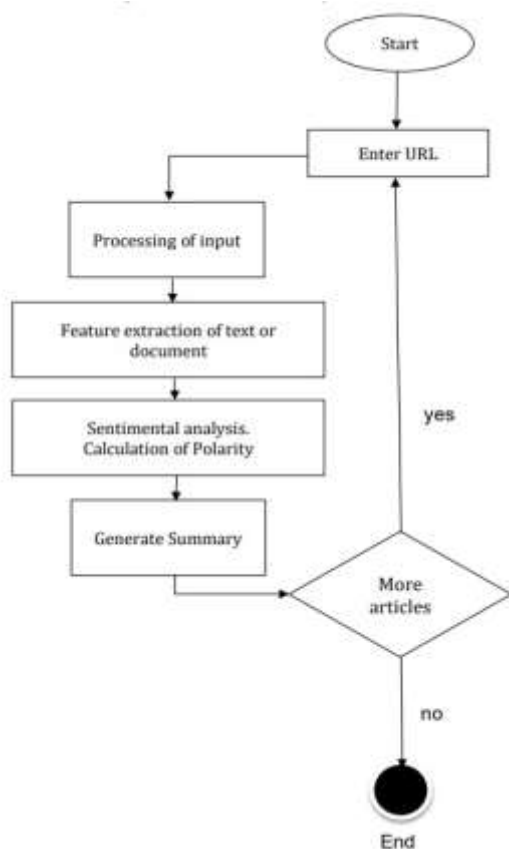 Start
Enter URL
Processing of input
Feature extraction of text or
document
Sentimental analysis.
Calculation of Polarity
Generate Summary
yes
More
articles
no
End